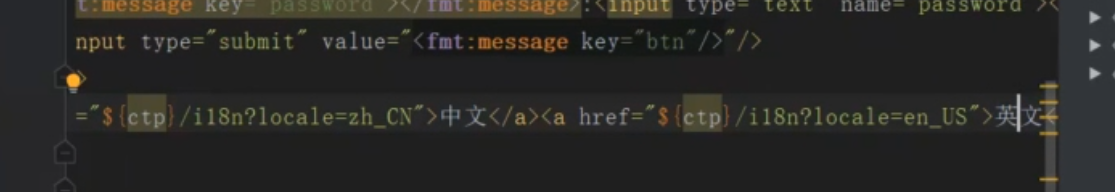 t:message key="password"></fmt:message>:<input type="text" name="password"><
nput type="submit" value="<fmt:message key="btn"/>"/>
>
="${ctp}/i18n?locale=zh_CN">中文</a><a href="${ctp}/i18n?locale=en_US">英文<